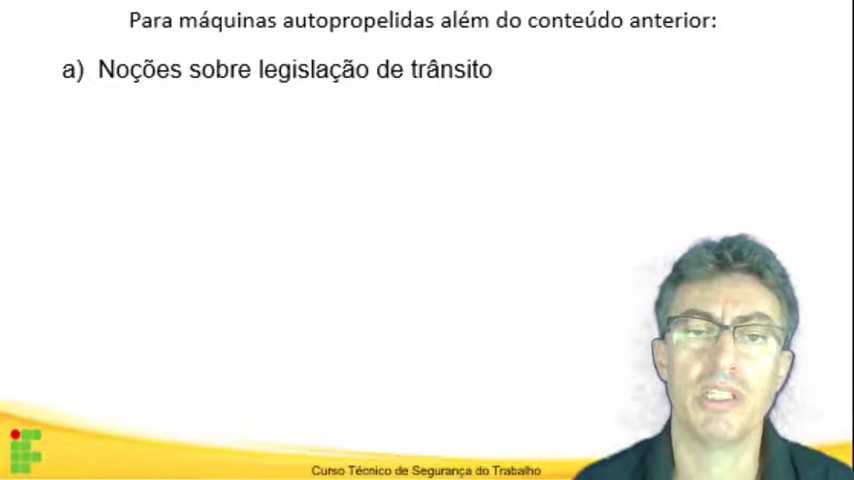 Para máquinas autopropelidas além do conteúdo anterior:
a) Noções sobre legislação de trânsito
Curso Técnico de Segurança do Trabalho